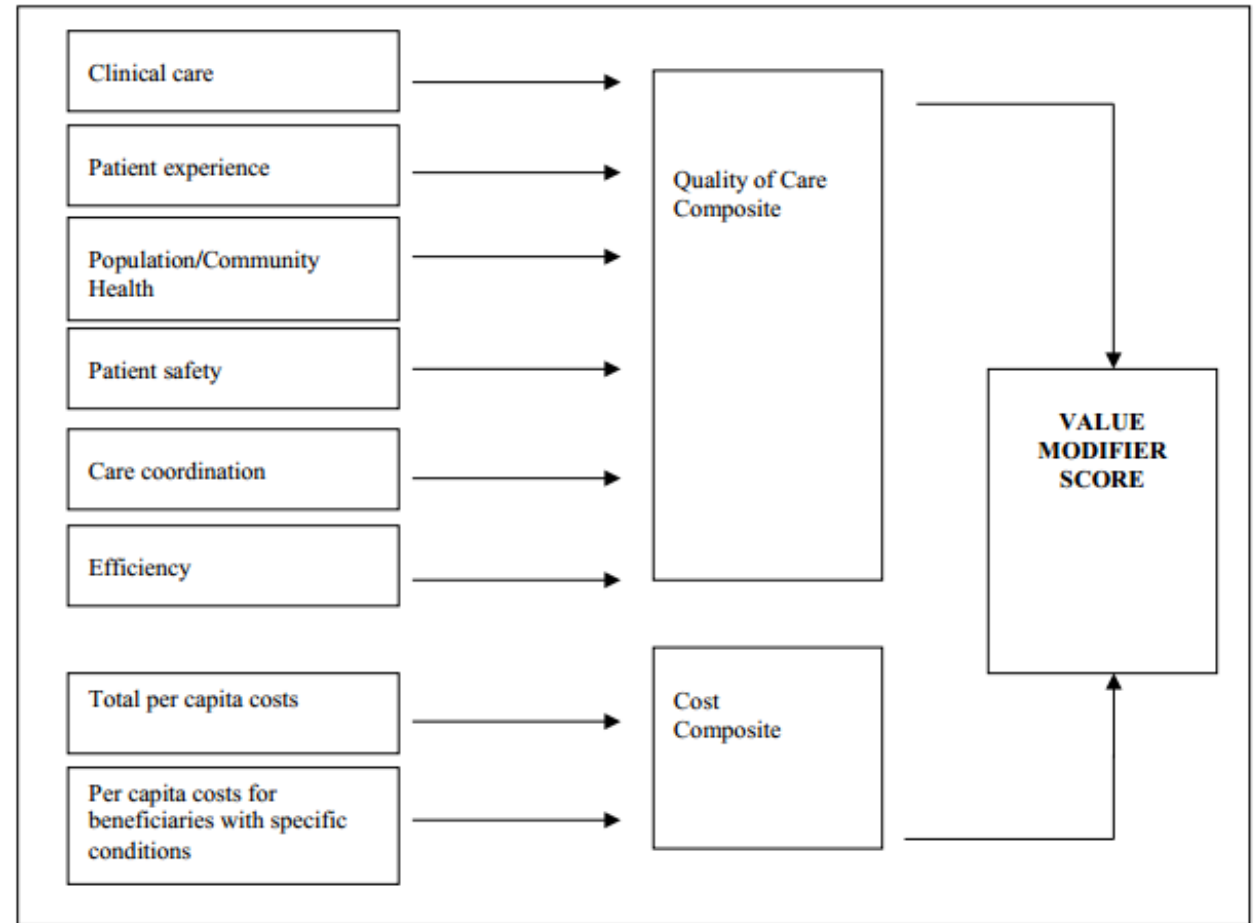 Clinical care
Patient experience
Population/Community
Health
Patient safety
Care coordination
Efficiency
Total per capita costs
Per capita costs for
beneficiaries with specific
conditions
Quality of Care
Composite
Cost
Composite
VALUE
MODIFIER
SCORE